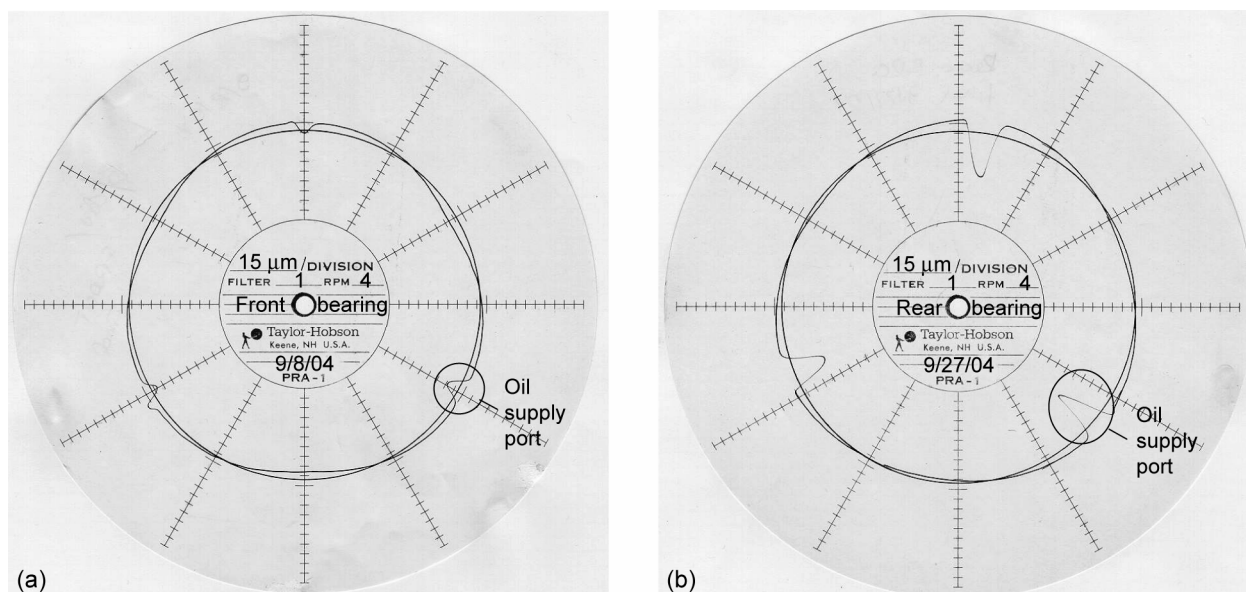 15 μm/DIVISION
FILTER 1 RPM 4
Front bearing
Taylor-Hobson
Keene, NH U.S.A.
9/8/04
PRA-1
Oil
supply
port
(a)
15 μm/DIVISION
FILTER 1 RPM 4
Rear bearing
Taylor-Hobson
Keene, NH U.S.A.
9/27/04
PRA-1
Oil
supply
port
(b)